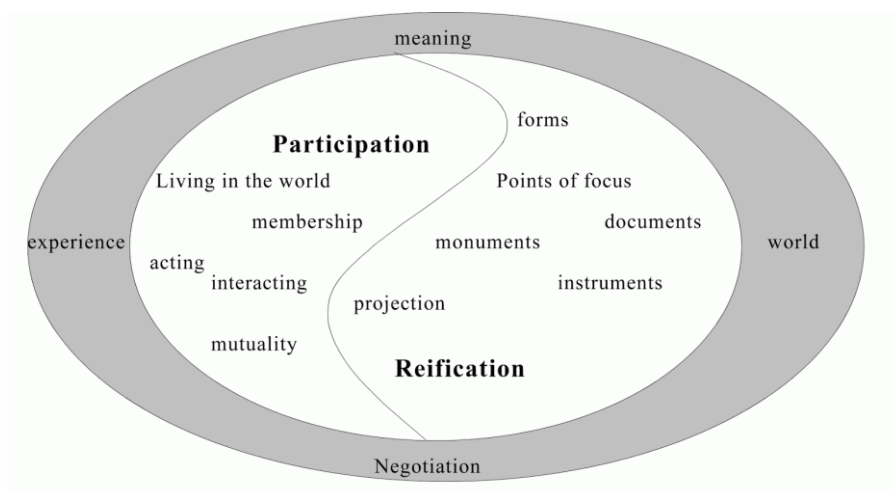 meaning
forms
Participation
Living in the world
Points of focus
membership
documents
experience
monuments
world
acting
interacting
instruments
projection
mutuality
Reification
Negotiation